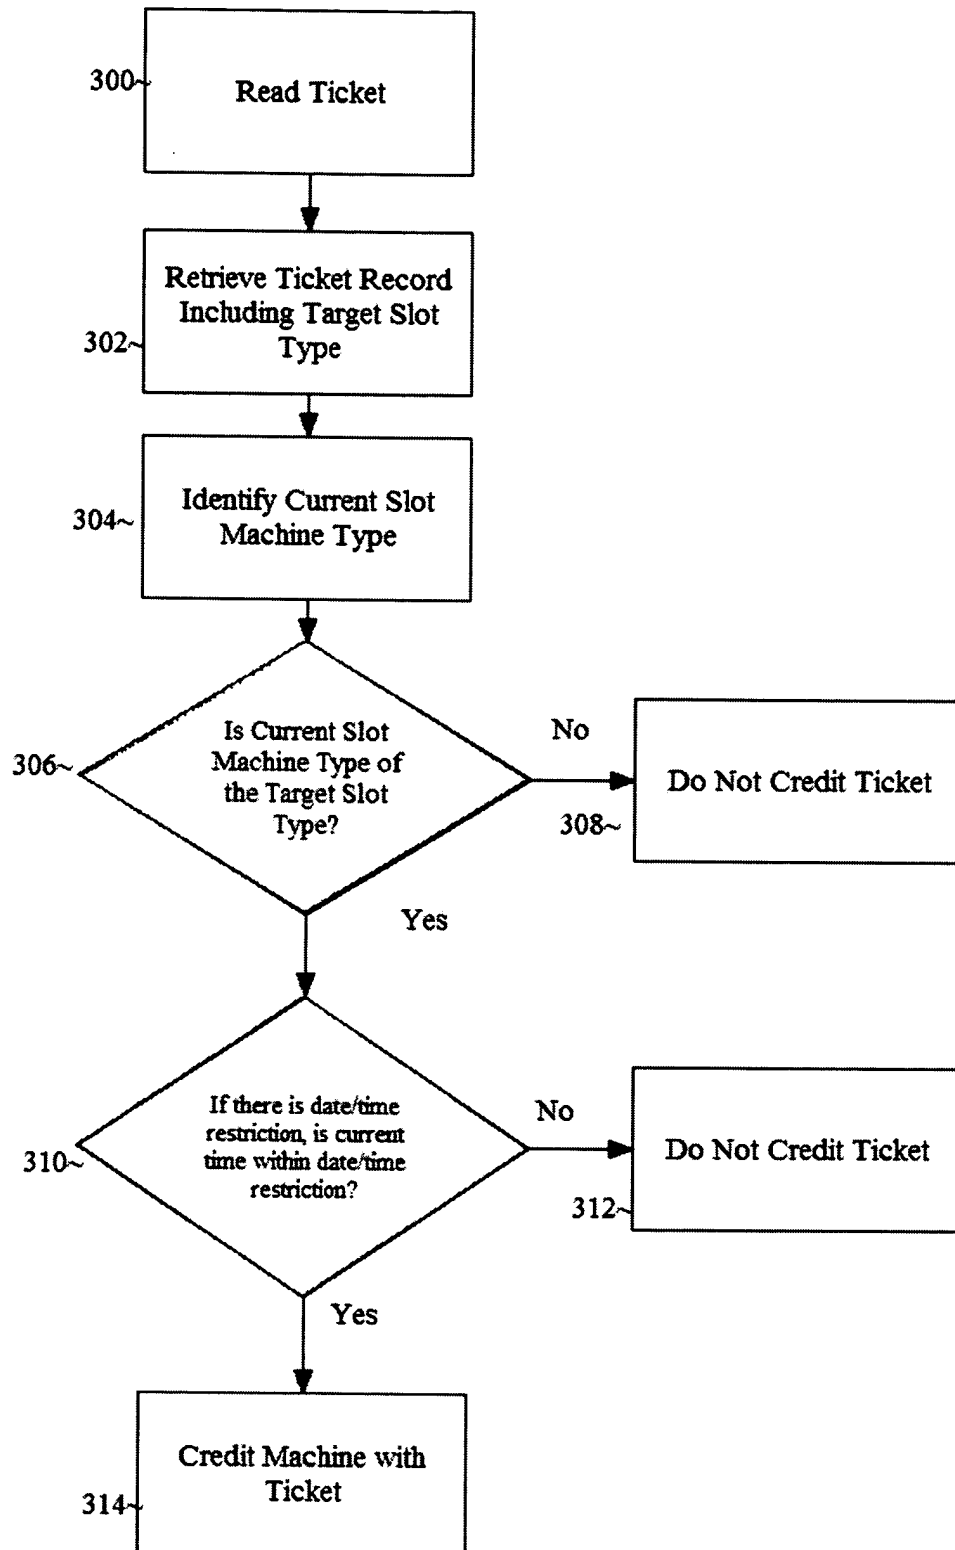 300~
Read Ticket
Retrieve Ticket Record
Including Target Slot
Type
302~
Identify Current Slot
Machine Type
304~
Is Current Slot
Machine Type of
the Target Slot
Type?
306~
No
Do Not Credit Ticket
308~
Yes
If there is date/time
restriction, is current
time within date/time
restriction?
310~
No
Do Not Credit Ticket
312~
Yes
Credit Machine with
Ticket
314~